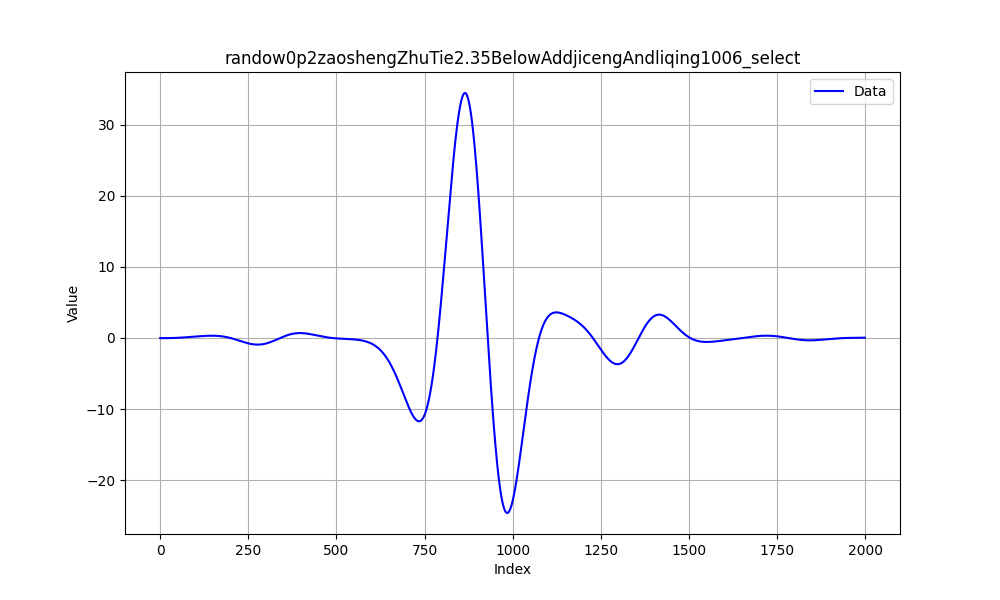 randow0p2zaoshengZhuTie2.35BelowAddjicengAndliqing1006_select
Data
30
20
10
0
−10
−20
Value
0 250 500 750 1000 1250 1500 1750 2000
Index